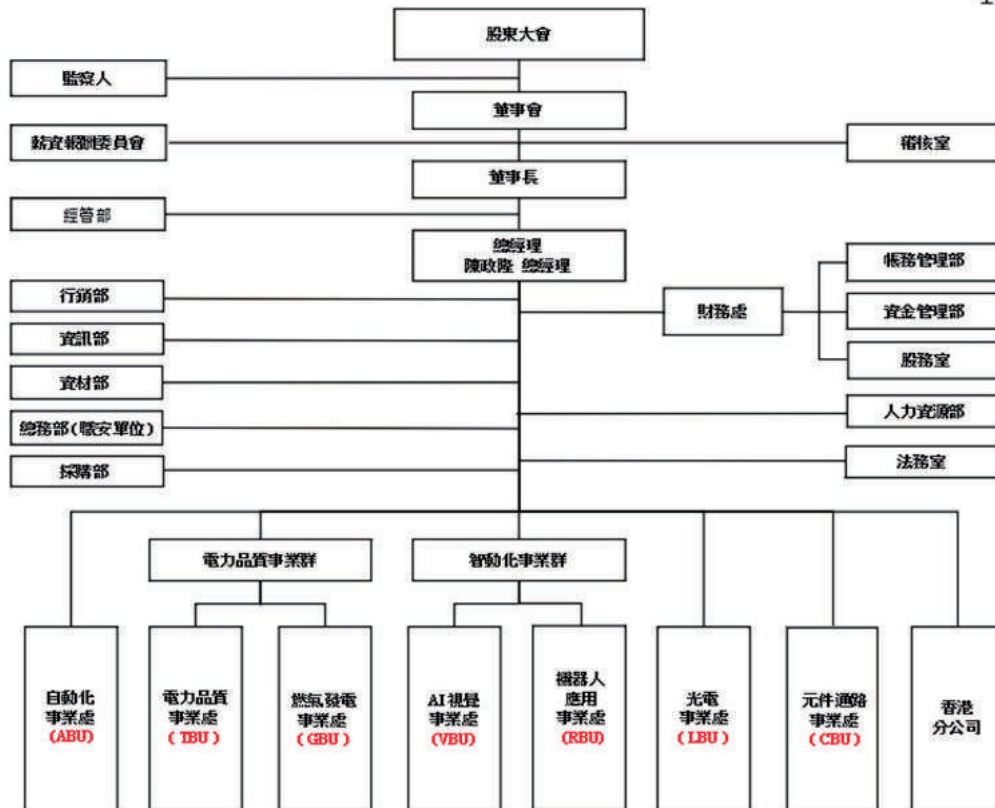 1
股東大會
監察人
董事會
薪資報酬委員會
稽核室
董事長
經管部
總經理
陳政隆 總經理
帳務管理部
行銷部
財務處
資金管理部
資訊部
股務室
資材部
人力資源部
總務部(職安單位)
法務室
採購部
電力品質事業群
智動化事業群
自動化
事業處
(ABU)
電力品質
事業處
(TBU)
燃氣發電
事業處
(GBU)
AI視覺
事業處
(VBU)
機器人
應用
事業處
(RBU)
光電
事業處
(LBU)
元件通路
事業處
(CBU)
香港
分公司